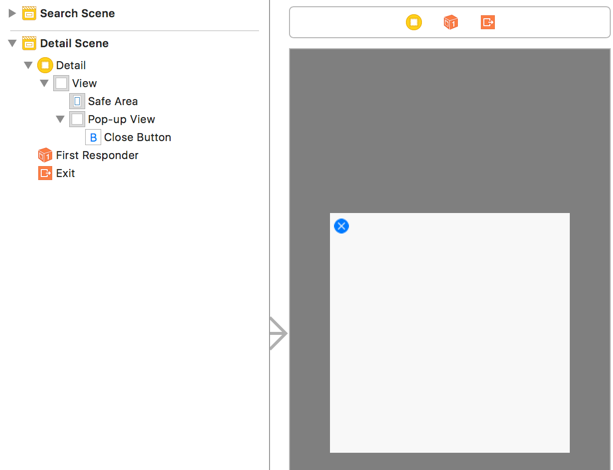 Search Scene
Detail Scene
Detail
View
Safe Area
Pop-up View
B Close Button
First Responder
Exit